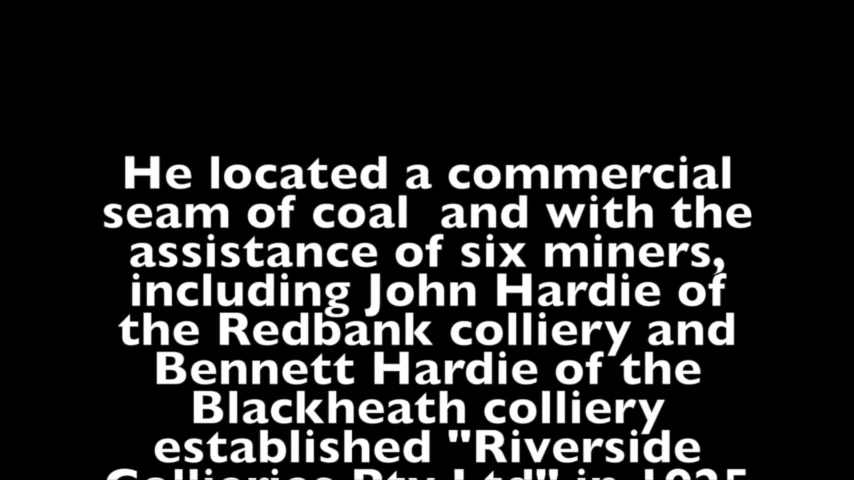 He located a commercial
seam of coal  and with the
assistance of six miners,
including John Hardie of
the Redbank colliery and
Bennett Hardie of the
Blackheath colliery
established "Riverside
Collieries Pty Ltd" in 1925